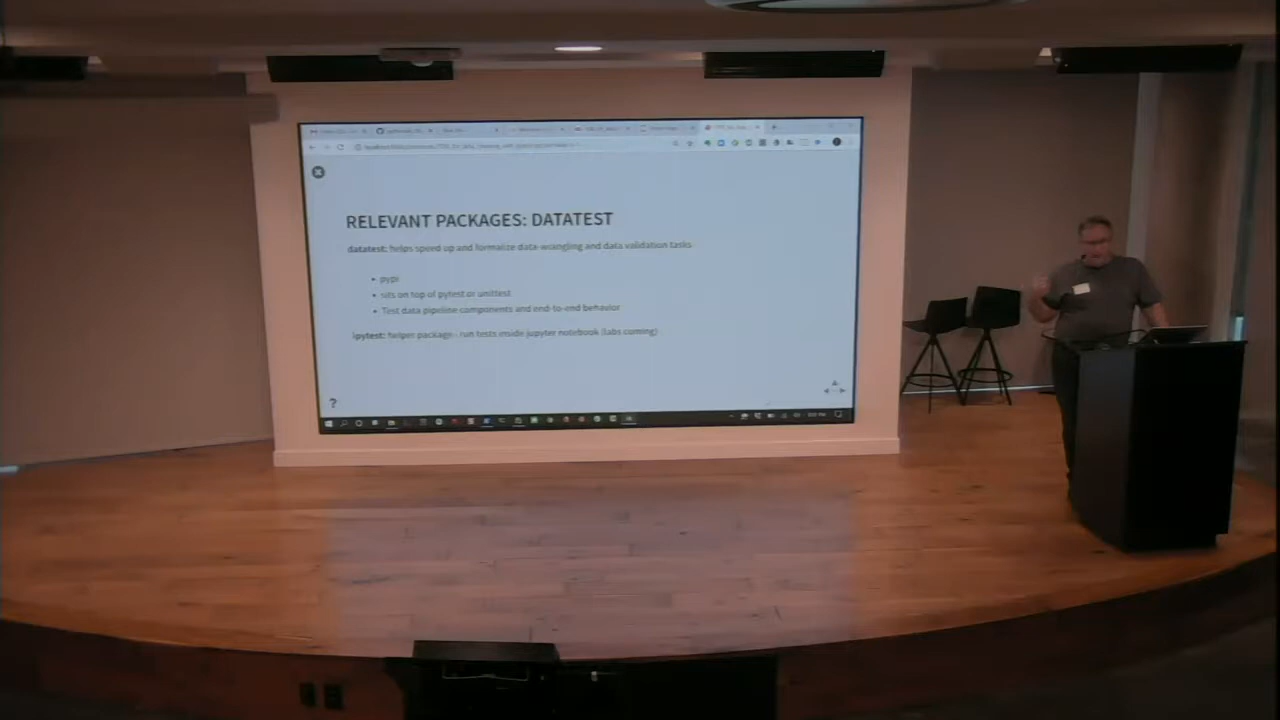 RELEVANT PACKAGES: DATATEST
datatest: helps speed up and formalize data-wrangling and data validation tasks
• pypi
• sits on top of pytest or unittest
• Test data pipeline components and end-to-end behavior
ipytest: helper package - run tests inside jupyter notebook (labs coming)
?